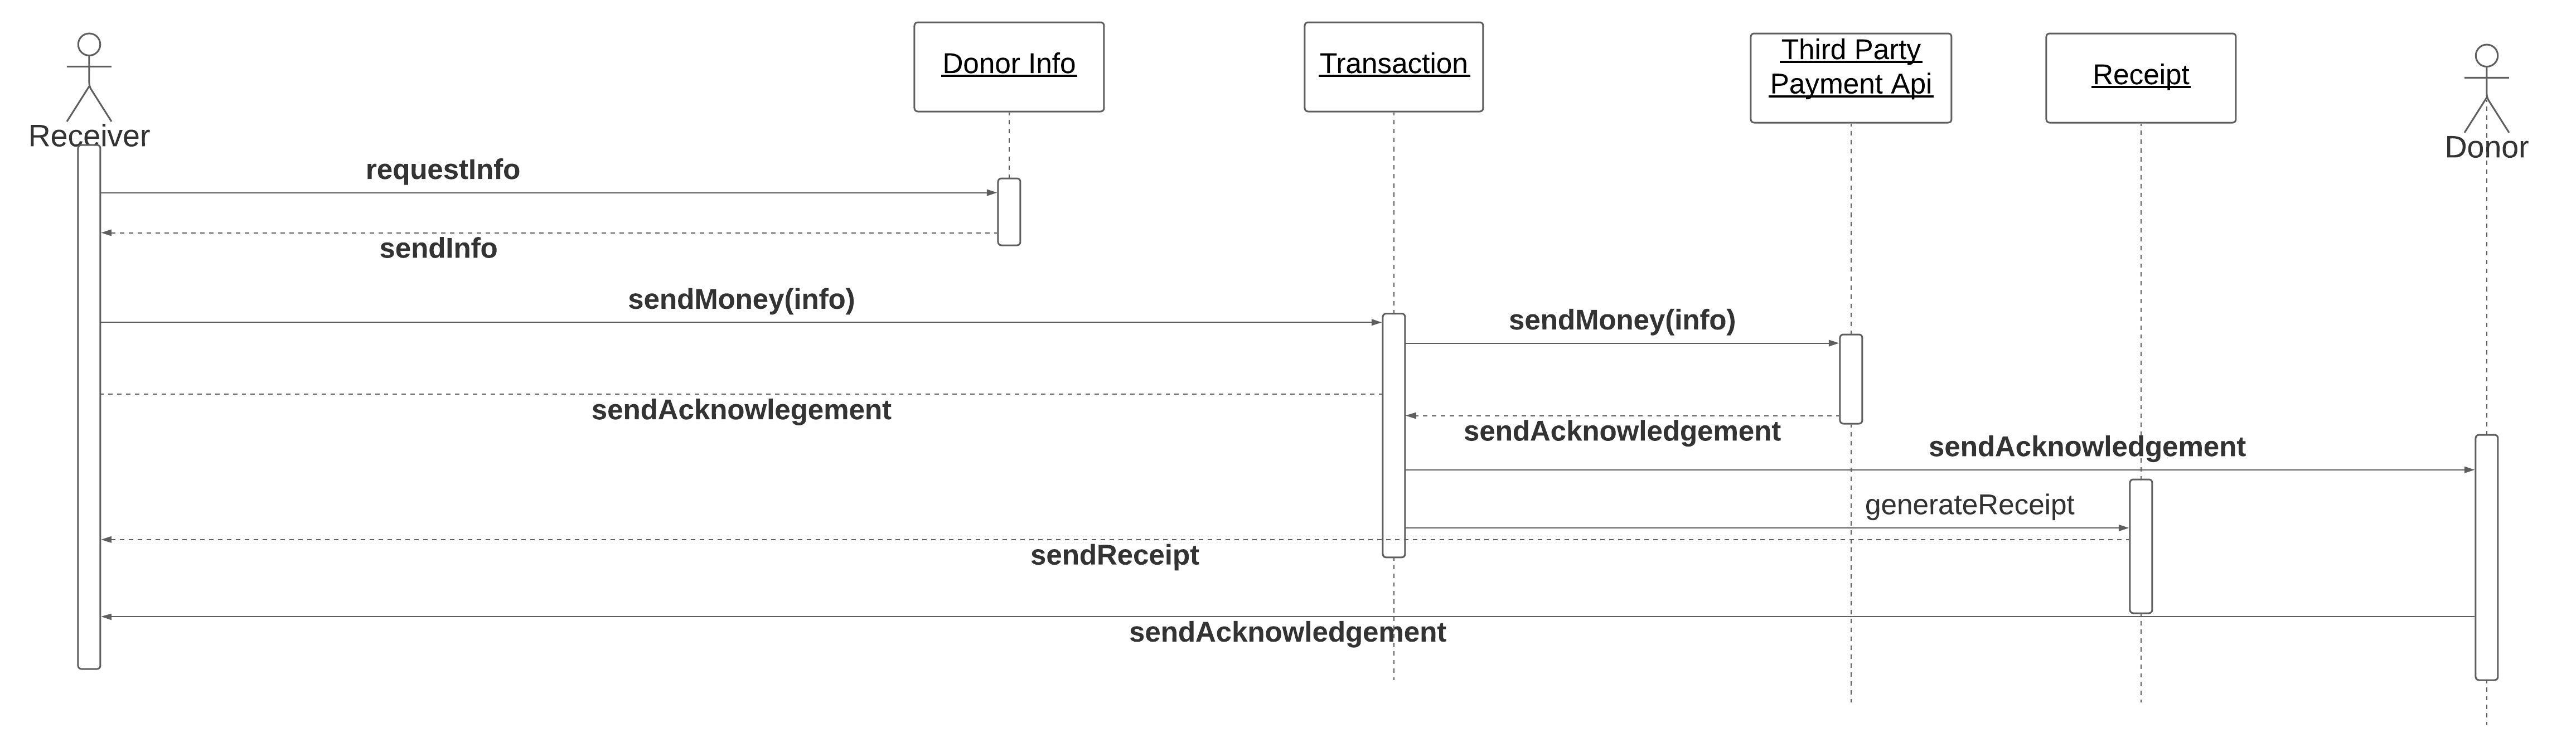 Receiver
Donor Info
Transaction
Third Party
Payment Api
Receipt
Donor
requestInfo
sendInfo
sendMoney(info)
sendMoney(info)
sendAcknowlegement
sendAcknowledgement
sendAcknowledgement
generateReceipt
sendReceipt
sendAcknowledgement